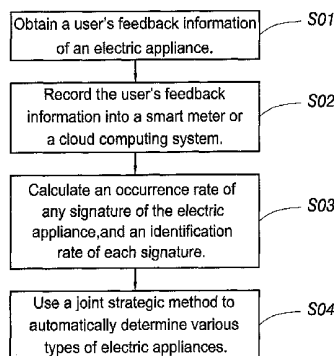 Obtain a user's feedback information
of an electric appliance.
S01
Record the user's feedback
information into a smart meter or
a cloud computing system.
S02
Calculate an occurrence rate of
any signature of the electric
appliance,and an identification
rate of each signature.
S03
Use a joint strategic method to
automatically determine various
types of electric appliances.
S04